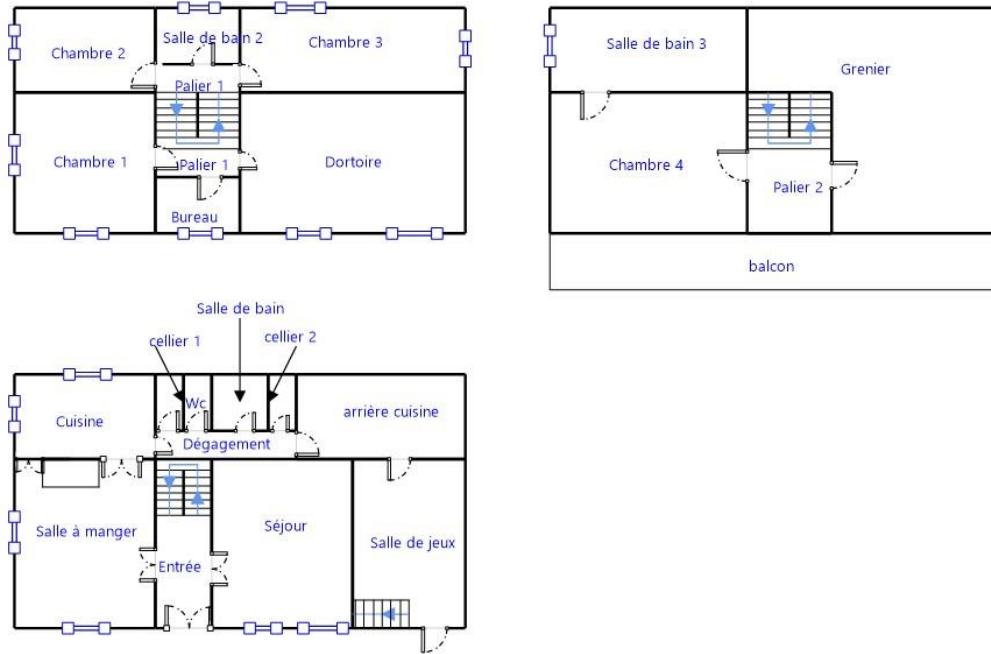 Salle de bain 2
Chambre 2
Chambre 3
Palier 1
Chambre 1
Palier 1
Dortoire
Bureau
Salle de bain 3
Grenier
Chambre 4
Palier 2
balcon
Salle de bain
cellier 1
cellier 2
Wc
Cuisine
arrière cuisine
Dégagement
Salle à manger
Séjour
Salle de jeux
Entrée